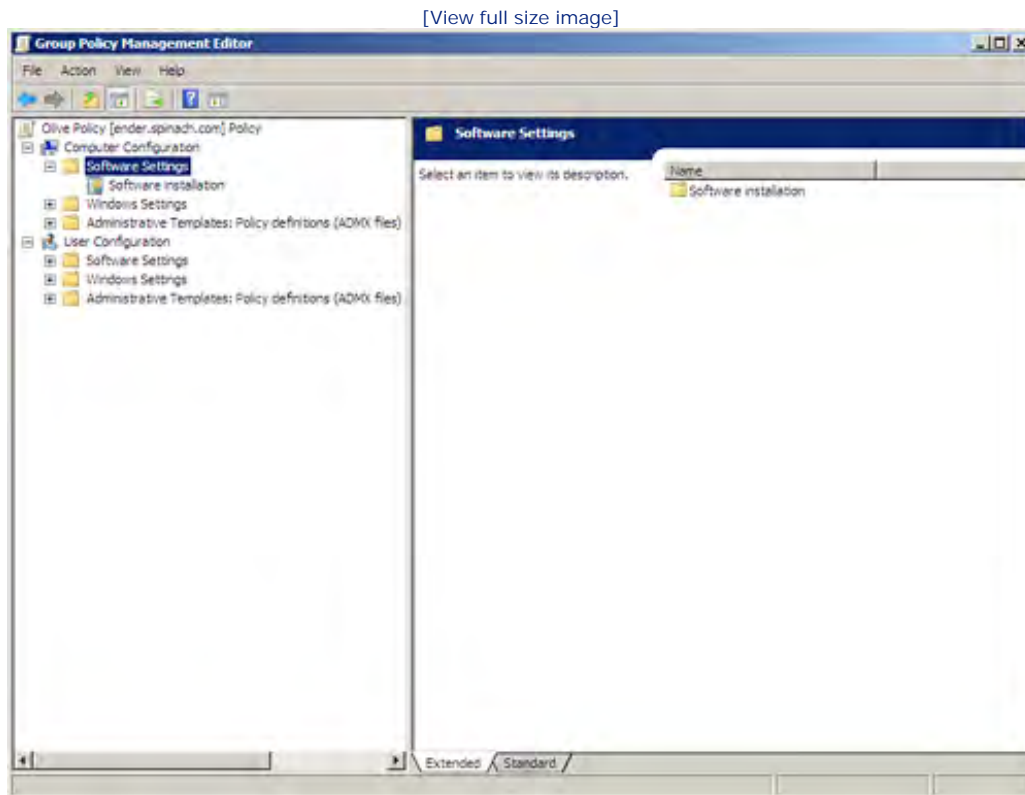 [View full size image]
Group Policy Management Editor
File Action View Help
Olive Policy [ender.spinach.com] Policy
Computer Configuration
Software Settings
Software installation
Windows Settings
Administrative Templates: Policy definitions (ADMX files)
User Configuration
Software Settings
Windows Settings
Administrative Templates: Policy definitions (ADMX files)
Software Settings
Select an item to view its description.
Name
Software installation
Extended Standard